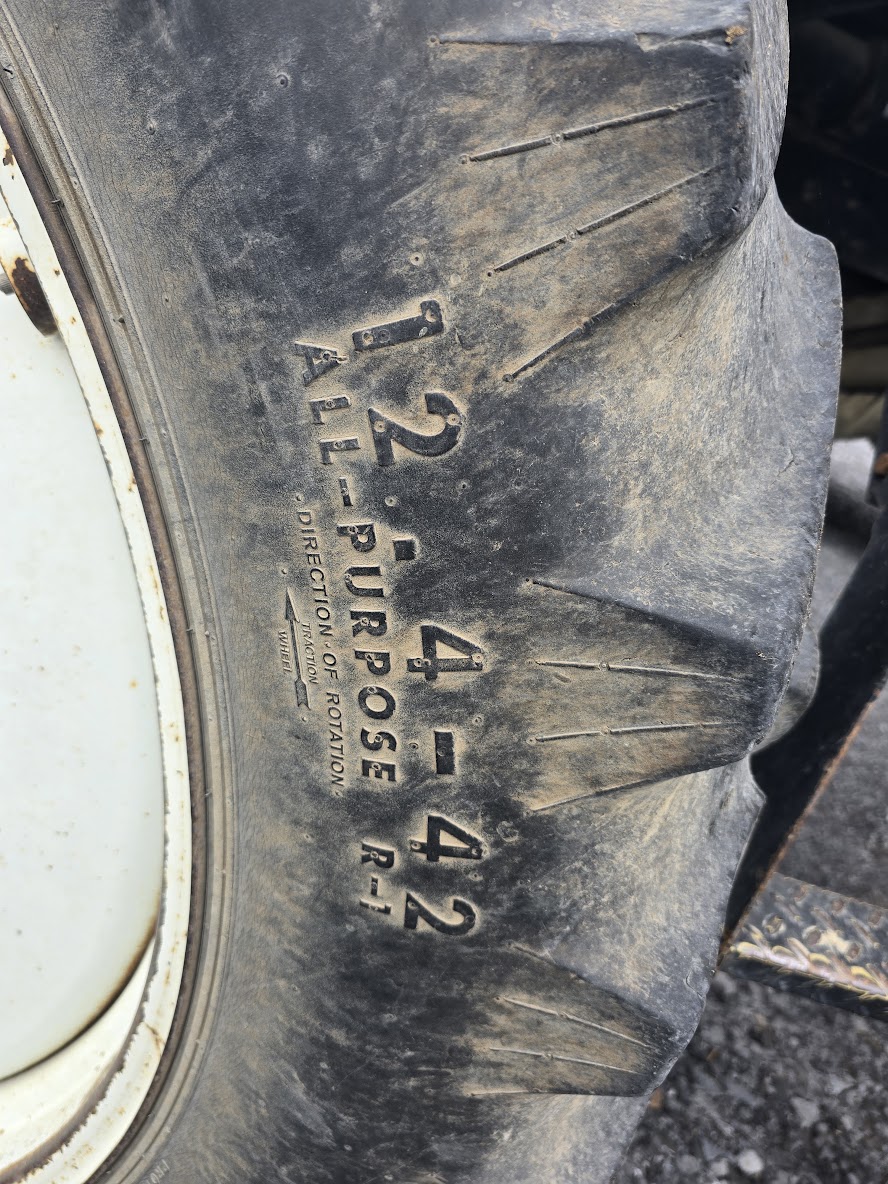 12.4-42
ALL-PURPOSE R-1
DIRECTION OF ROTATION
TRACTION
WHEEL